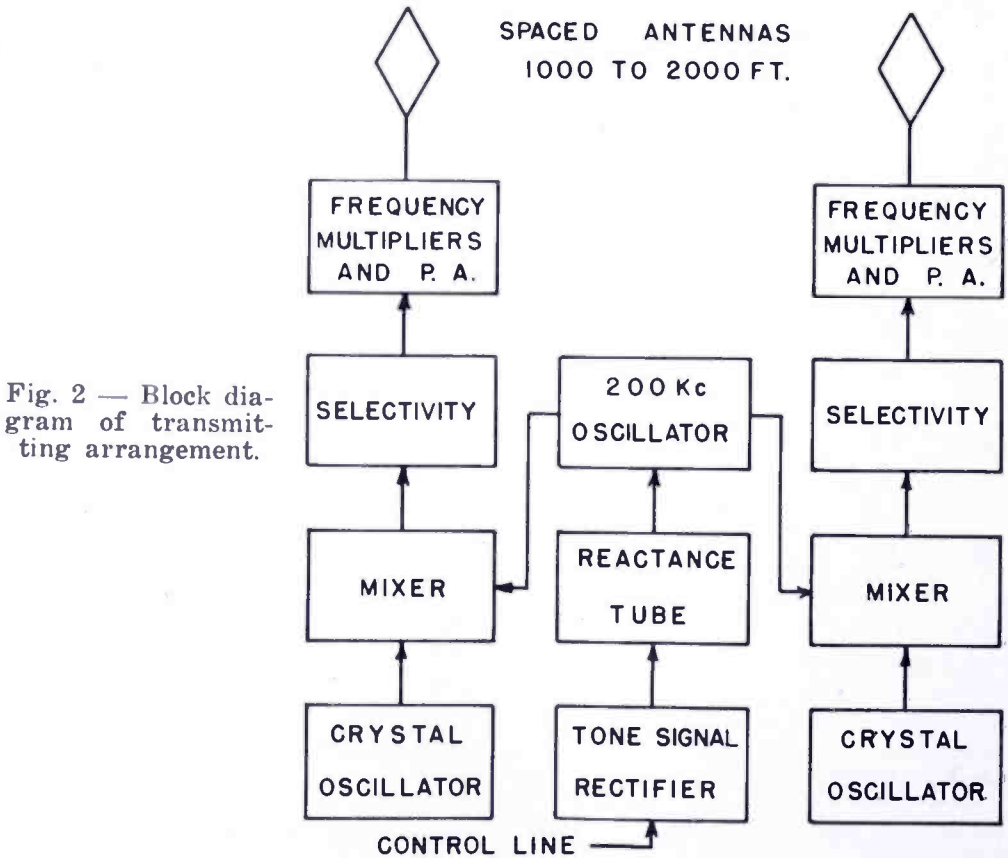 SPACED ANTENNAS
1000 TO 2000 FT.
FREQUENCY
MULTIPLIERS
AND P. A.
FREQUENCY
MULTIPLIERS
AND P. A.
Fig. 2 — Block dia-
gram of transmit-
ting arrangement.
SELECTIVITY
200 Kc
OSCILLATOR
SELECTIVITY
MIXER
REACTANCE
TUBE
MIXER
CRYSTAL
OSCILLATOR
TONE SIGNAL
RECTIFIER
CRYSTAL
OSCILLATOR
CONTROL LINE